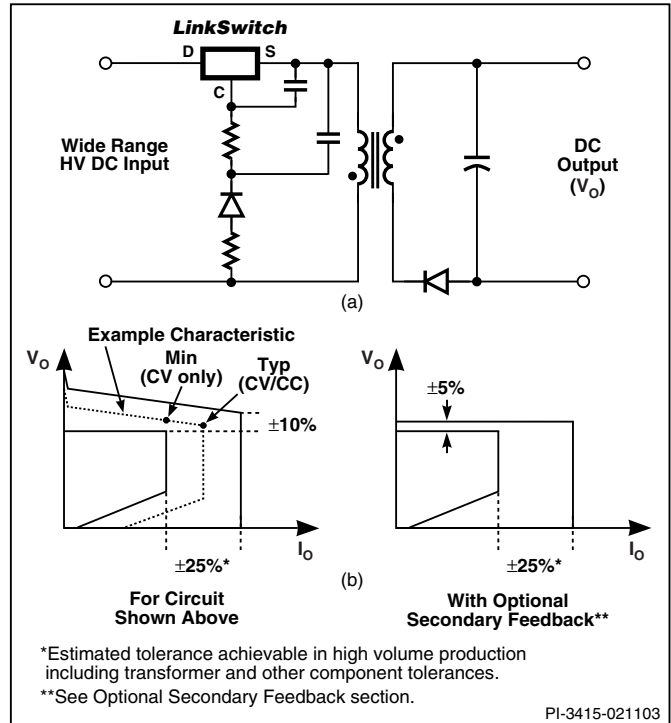 LinkSwitch
D
S
C
Wide Range
HV DC Input
DC
Output
(VO)
(a)
Example Characteristic
VO
Min
(CV only)
Typ
(CV/CC)
±10%
IO
±25%*
For Circuit
Shown Above
(b)
VO
±5%
IO
±25%*
With Optional
Secondary Feedback**
*Estimated tolerance achievable in high volume production
including transformer and other component tolerances.
**See Optional Secondary Feedback section.
PI-3415-021103